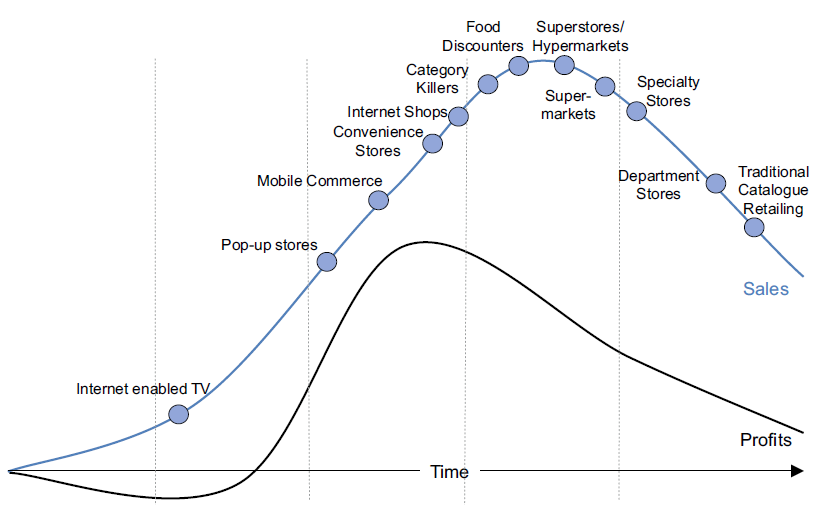 Food
Discounters
Superstores/
Hypermarkets
Category
Killers
Super-
markets
Specialty
Stores
Internet Shops
Convenience
Stores
Mobile Commerce
Department
Stores
Traditional
Catalogue
Retailing
Pop-up stores
Sales
Internet enabled TV
Profits
Time